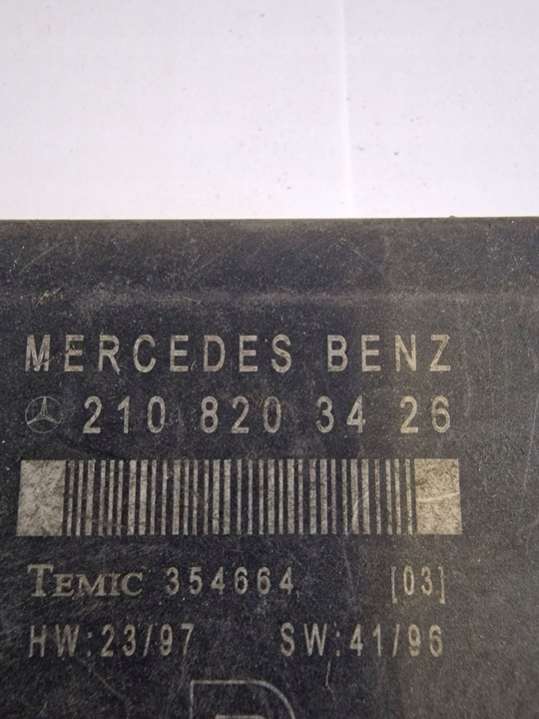 MERCEDES BENZ
210 820 34 26
TEMIC 354664 [03]
HW:23/97 SW:41/96